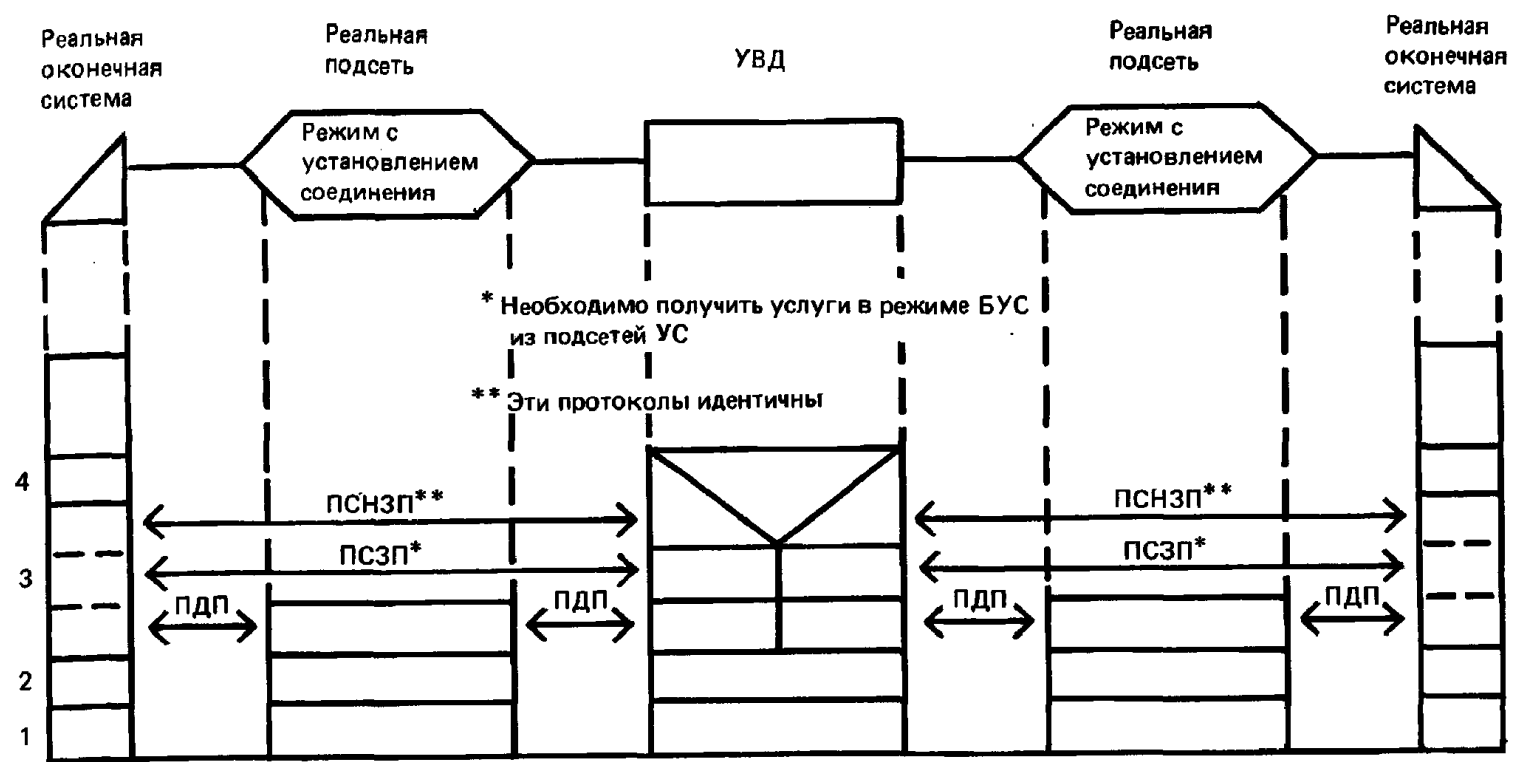 Реальная
оконечная
система
Реальная
подсеть
УВД
Реальная
подсеть
Реальная
оконечная
система
Режим с
установлением
соединения
Режим с
установлением
соединения
* Необходимо получить услуги в режиме БУС
из подсетей УС
** Эти протоколы идентичны
4
ПСНЗП**
ПСНЗП**
ПСЗП*
ПСЗП*
3
ПДП
ПДП
ПДП
ПДП
2
1